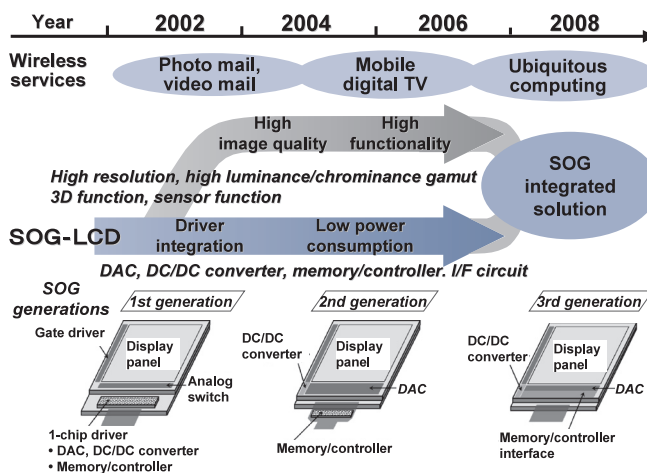 Year 2002 2004 2006 2008
Wireless
services
Photo mail,
video mail
Mobile
digital TV
Ubiquitous
computing
High
image quality
High
functionality
SOG
integrated
solution
High resolution, high luminance/chrominance gamut
3D function, sensor function
SOG-LCD
Driver
integration
Low power
consumption
DAC, DC/DC converter, memory/controller. I/F circuit
SOG
generations
1st generation
2nd generation
3rd generation
Gate driver
Display
panel
Analog
switch
1-chip driver
• DAC, DC/DC converter
• Memory/controller
DC/DC
converter
Display
panel
DAC
Memory/controller
DC/DC
converter
Display
panel
DAC
Memory/controller
interface